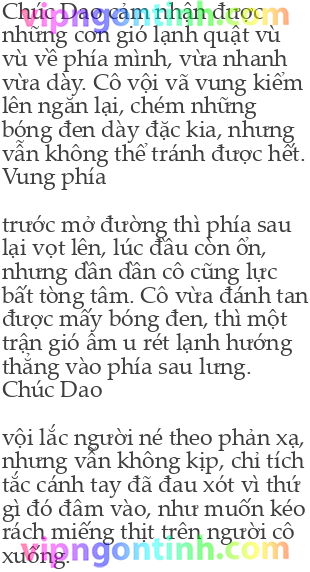 Chúc Dao cảm nhận được
những cơn gió lạnh quật vù
vù về phía mình, vừa nhanh
vừa dày. Cô vội vã vung kiếm
lên ngăn lại, chém những
bóng đen dày đặc kia, nhưng
vẫn không thể tránh được hết.
Vung phía
trước mở đường thì phía sau
lại vọt lên, lúc đầu còn ổn,
nhưng dần dần cô cũng lực
bất tòng tâm. Cô vừa đánh tan
được mấy bóng đen, thì một
trận gió âm u rét lạnh hướng
thẳng vào phía sau lưng.
Chúc Dao
vội lắc người né theo phản xạ,
nhưng vẫn không kịp, chỉ tích
tắc cánh tay đã đau xót vì thứ
gì đó đâm vào, như muốn kéo
rách miếng thịt trên người cô
xuống.
vipngontinh.com
vipngontinh.com